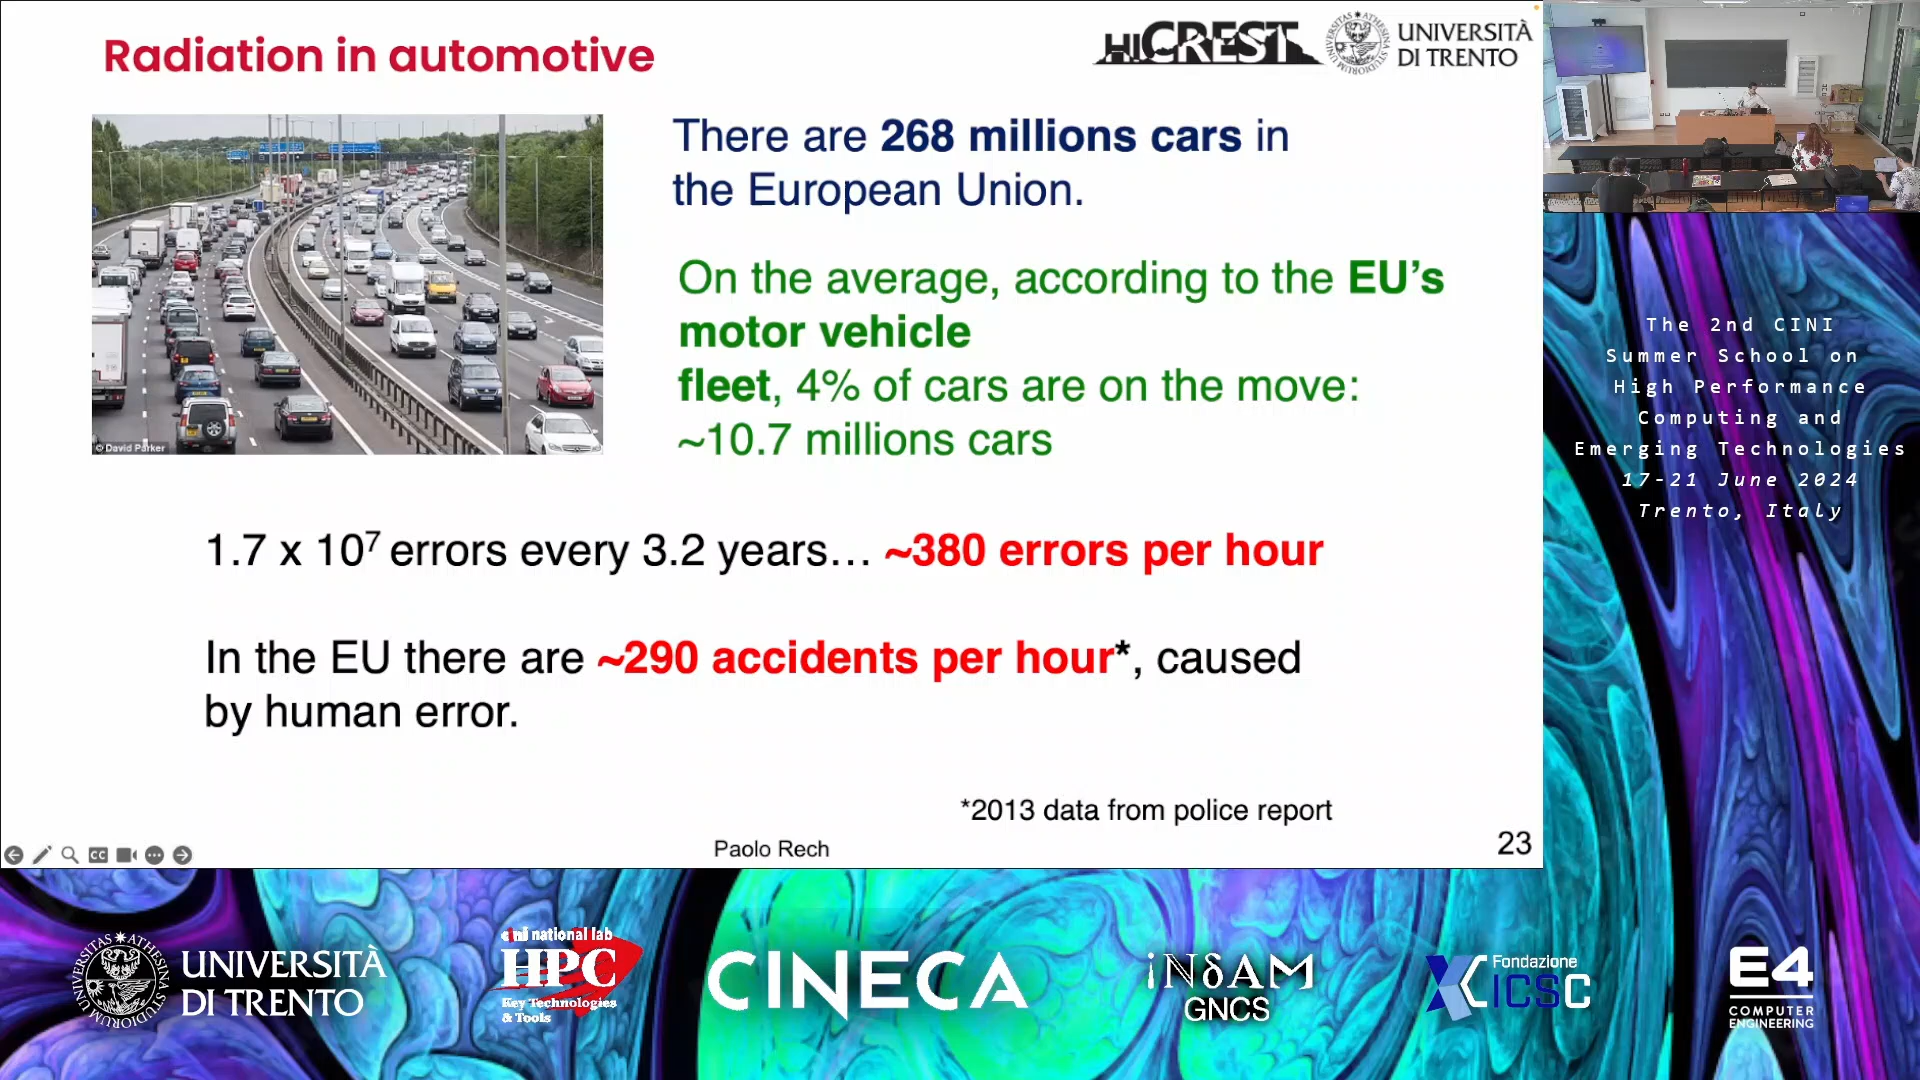 Radiation in automotive
HiCREST
UNIVERSITÀ
DI TRENTO
There are 268 millions cars in
the European Union.
On the average, according to the EU’s
motor vehicle
fleet, 4% of cars are on the move:
~10.7 millions cars
© David Parker
1.7 x 10⁷ errors every 3.2 years… ~380 errors per hour
In the EU there are ~290 accidents per hour*, caused
by human error.
*2013 data from police report
Paolo Rech
23
CC
The 2nd CINI
Summer School on
High Performance
Computing and
Emerging Technologies
17-21 June 2024
Trento, Italy
UNIVERSITÀ
DI TRENTO
cini national lab
HPC
Key Technologies
& Tools
CINECA
iNδAM
GNCS
Fondazione
ICSC
E4
COMPUTER
ENGINEERING